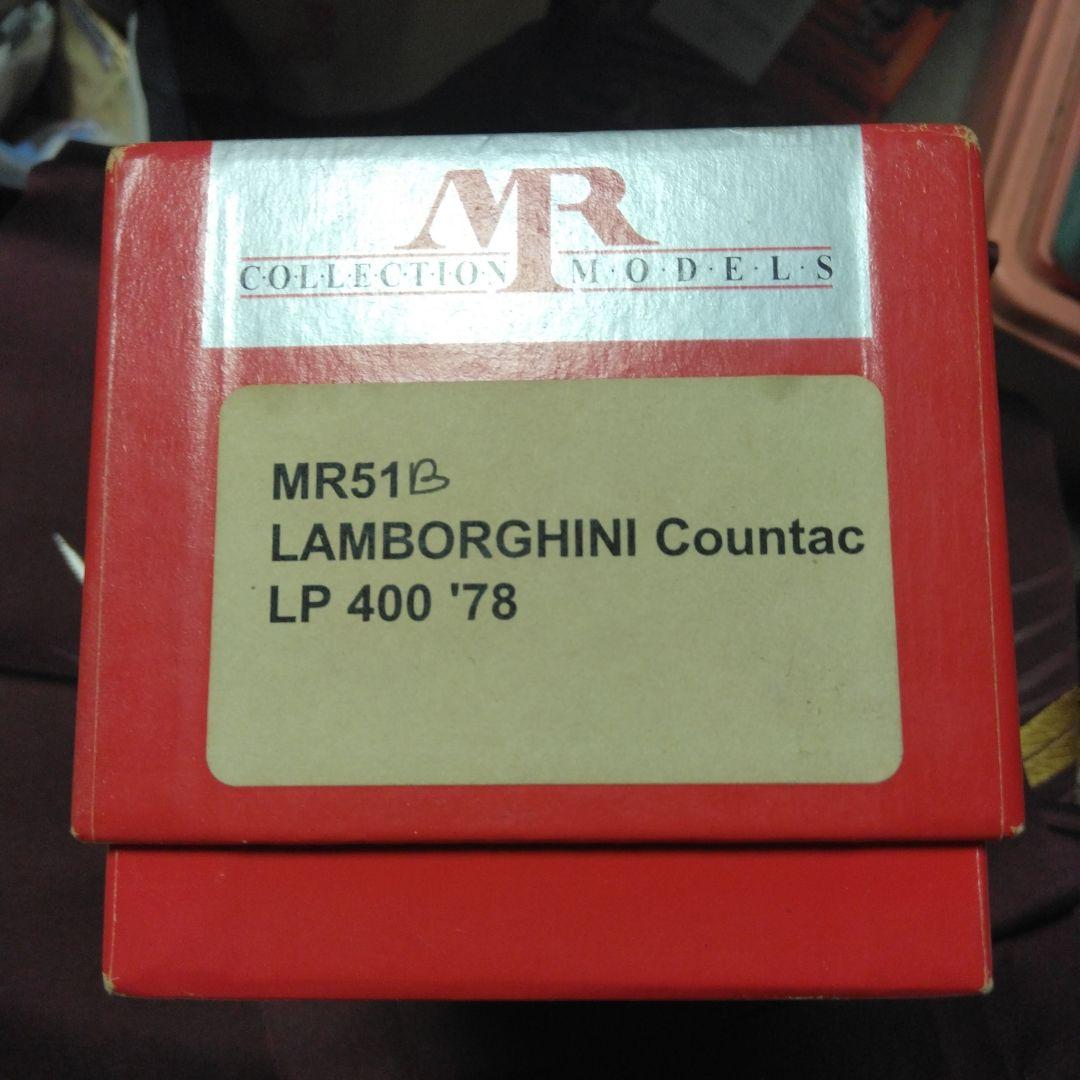 MR
COLLECTION MODELS
MR51B
LAMBORGHINI Countac
LP 400 '78